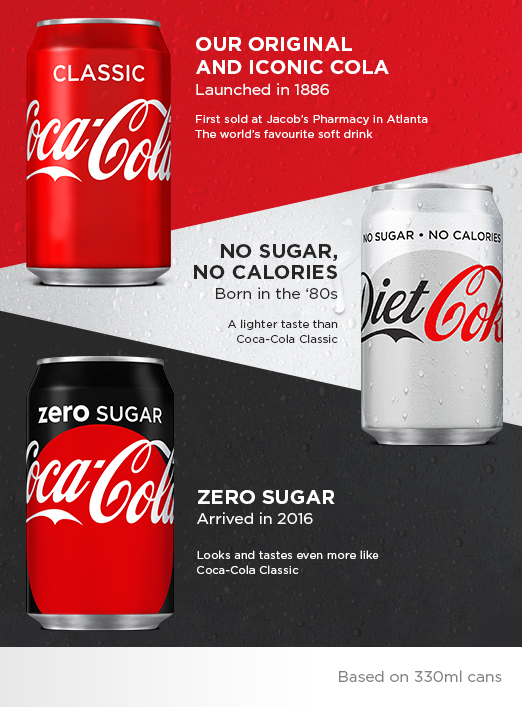 CLASSIC
Coca-Cola
OUR ORIGINAL
AND ICONIC COLA
Launched in 1886
First sold at Jacob's Pharmacy in Atlanta
The world's favourite soft drink
NO SUGAR,
NO CALORIES
Born in the ‘80s
A lighter taste than
Coca-Cola Classic
NO SUGAR • NO CALORIES
Diet Coke
zero SUGAR
Coca-Cola
ZERO SUGAR
Arrived in 2016
Looks and tastes even more like
Coca-Cola Classic
Based on 330ml cans